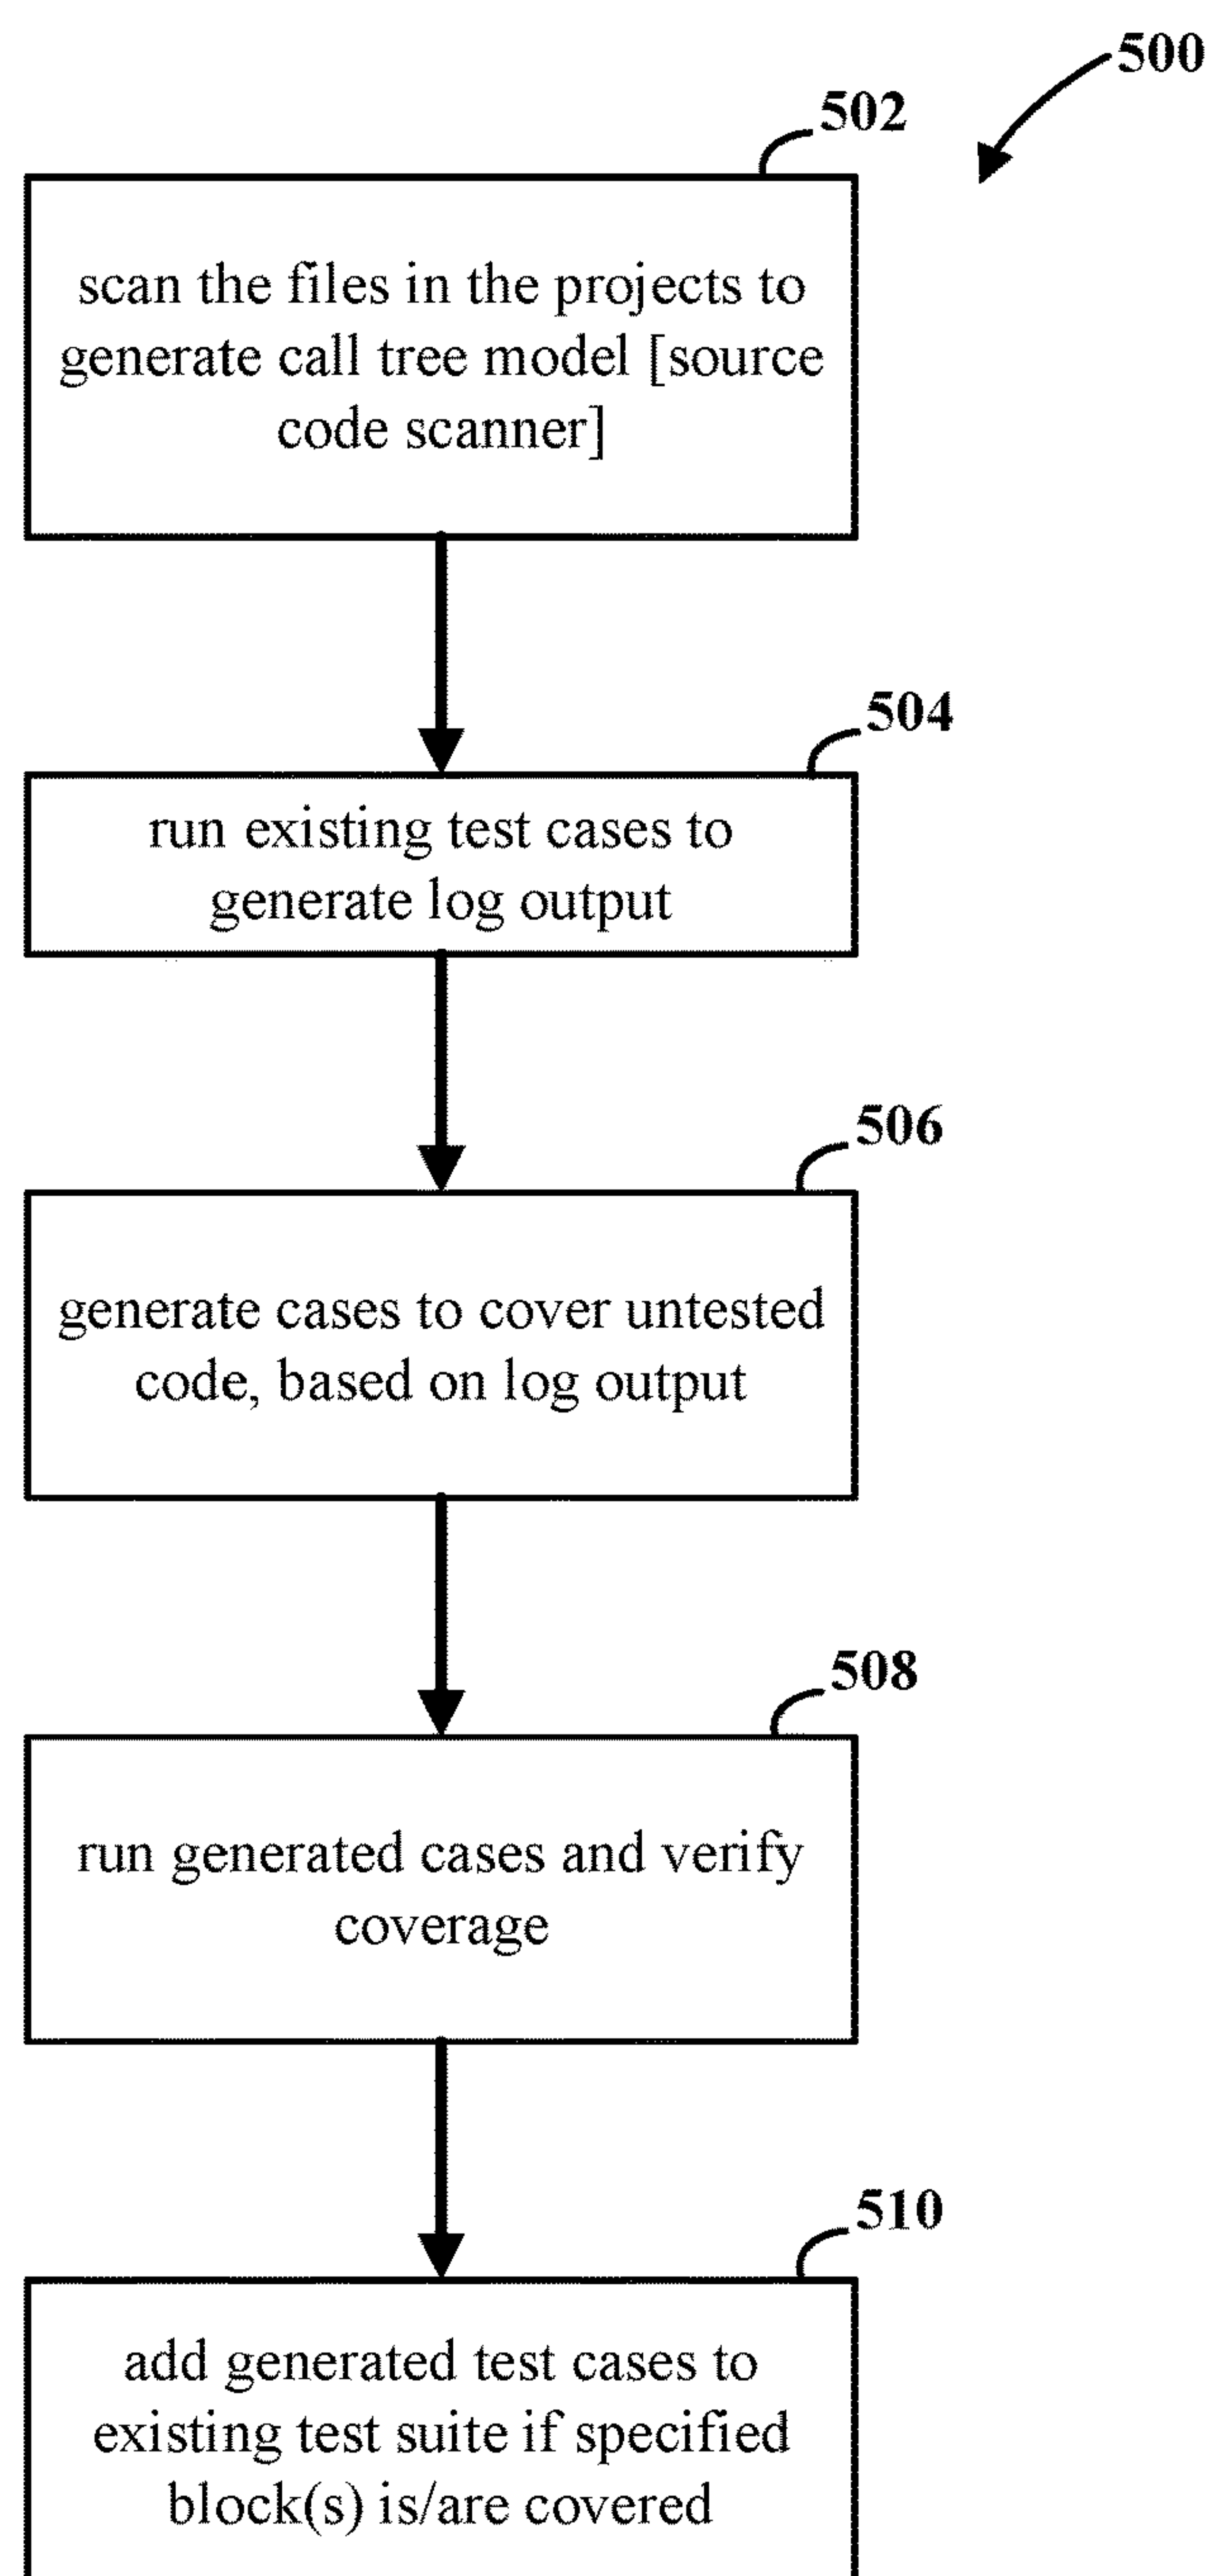 500
502
scan the files in the projects to
generate call tree model [source
code scanner]
504
run existing test cases to
generate log output
506
generate cases to cover untested
code, based on log output
508
run generated cases and verify
coverage
510
add generated test cases to
existing test suite if specified
block(s) is/are covered